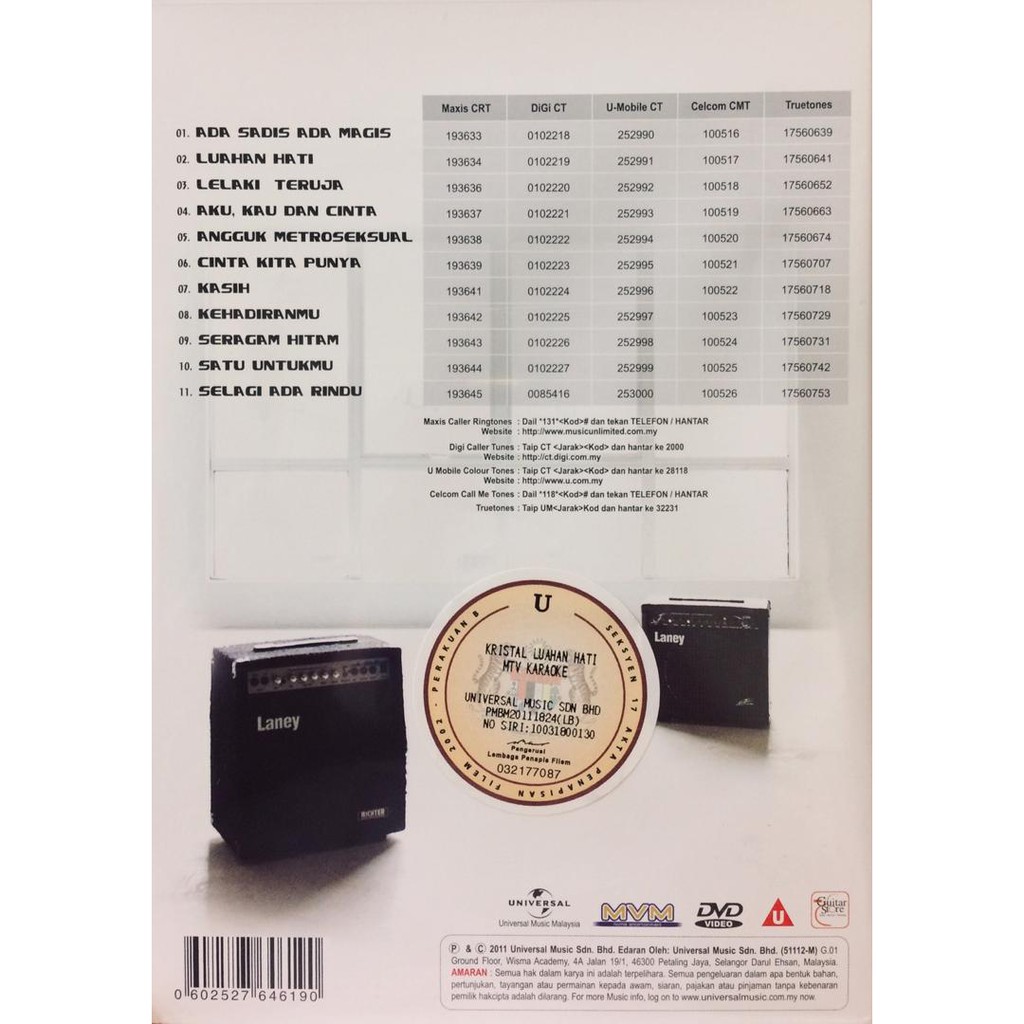 Maxis CRT DiGi CT U-Mobile CT Celcom CMT Truetones
01. ADA SADIS ADA MAGIS 193633 0102218 252990 100516 17560639
02. LUAHAN HATI 193634 0102219 252991 100517 17560641
03. LELAKI TERUJA 193636 0102220 252992 100518 17560652
04. AKU, KAU DAN CINTA 193637 0102221 252993 100519 17560663
05. ANGGUK METROSEKSUAL 193638 0102222 252994 100520 17560674
06. CINTA KITA PUNYA 193639 0102223 252995 100521 17560707
07. KASIH 193641 0102224 252996 100522 17560718
08. KEHADIRANMU 193642 0102225 252997 100523 17560729
09. SERAGAM HITAM 193643 0102226 252998 100524 17560731
10. SATU UNTUKMU 193644 0102227 252999 100525 17560742
11. SELAGI ADA RINDU 193645 0085416 253000 100526 17560753
Maxis Caller Ringtones : Dail *131*<Kod># dan tekan TELEFON / HANTAR
Website : http://www.musicunlimited.com.my
Digi Caller Tunes : Taip CT <Jarak><Kod> dan hantar ke 2000
Website : http://ct.digi.com.my
U Mobile Colour Tones : Taip CT <Jarak><Kod> dan hantar ke 28118
Website : http://www.u.com.my
Celcom Call Me Tones : Dail *118*<Kod># dan tekan TELEFON / HANTAR
Truetones : Taip UM<Jarak>Kod dan hantar ke 32231
U
PERAKUAN B
SEKSYEN 17 AKTA PENAPISAN FILEM 2002
KRISTAL LUAHAN HATI
MTV KARAOKE
UNIVERSAL MUSIC SDN BHD
PMBM20111824(LB)
NO SIRI:10031800130
Pengerusi
Lembaga Penapis Filem
032177087
Laney
Laney
RICHTER
UNIVERSAL
Universal Music Malaysia
MVM
DVD
VIDEO
U
Guitar
Store
0 602527 646190
℗ & © 2011 Universal Music Sdn. Bhd. Edaran Oleh: Universal Music Sdn. Bhd. (51112-M) G.01
Ground Floor, Wisma Academy, 4A Jalan 19/1, 46300 Petaling Jaya, Selangor Darul Ehsan, Malaysia.
AMARAN : Semua hak dalam karya ini adalah terpelihara. Semua pengeluaran dalam apa bentuk bahan,
pertunjukan, tayangan atau permainan kepada awam, siaran, pajakan atau pinjaman tanpa kebenaran
pemilik hakcipta adalah dilarang. For more Music info, log on to www.universalmusic.com.my now.